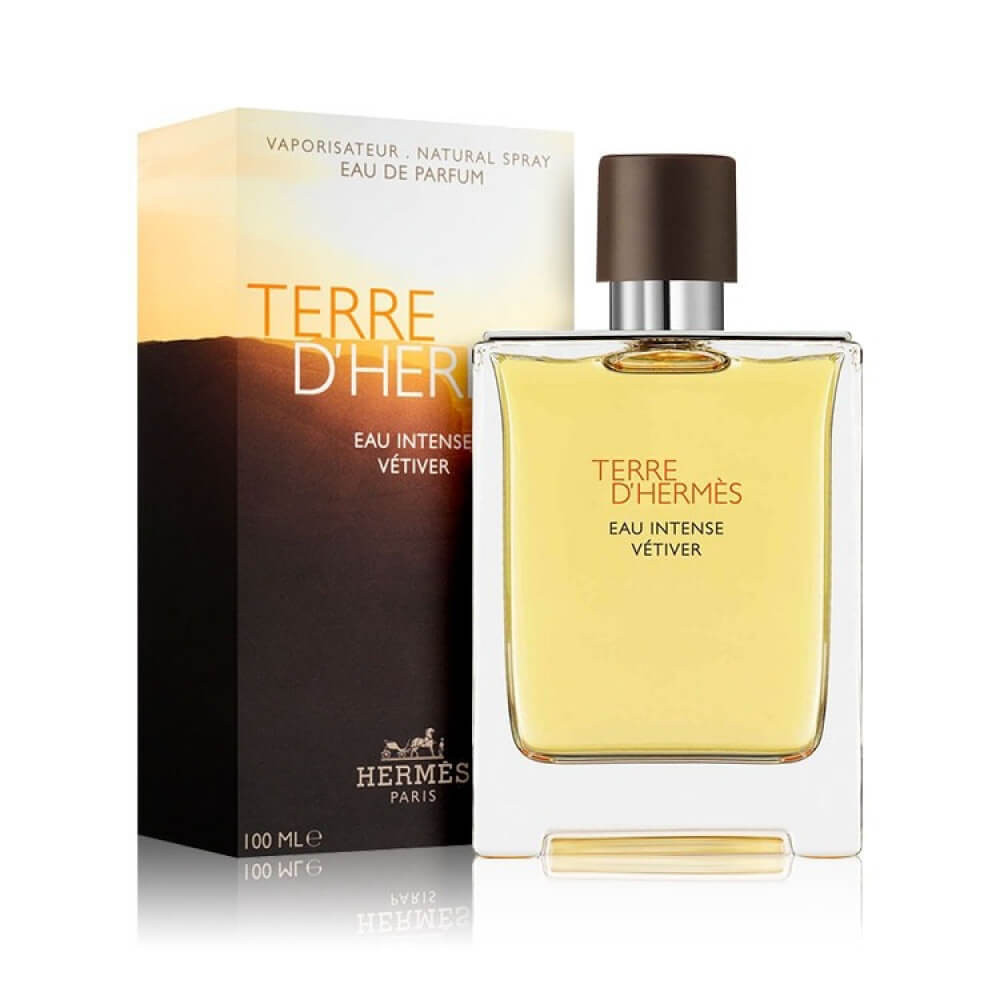 VAPORISATEUR . NATURAL SPRAY
EAU DE PARFUM
TERRE
D'HER
EAU INTENSE
VÉTIVER
HERMÈS
PARIS
100 ML e
TERRE
D'HERMÈS
EAU INTENSE
VÉTIVER